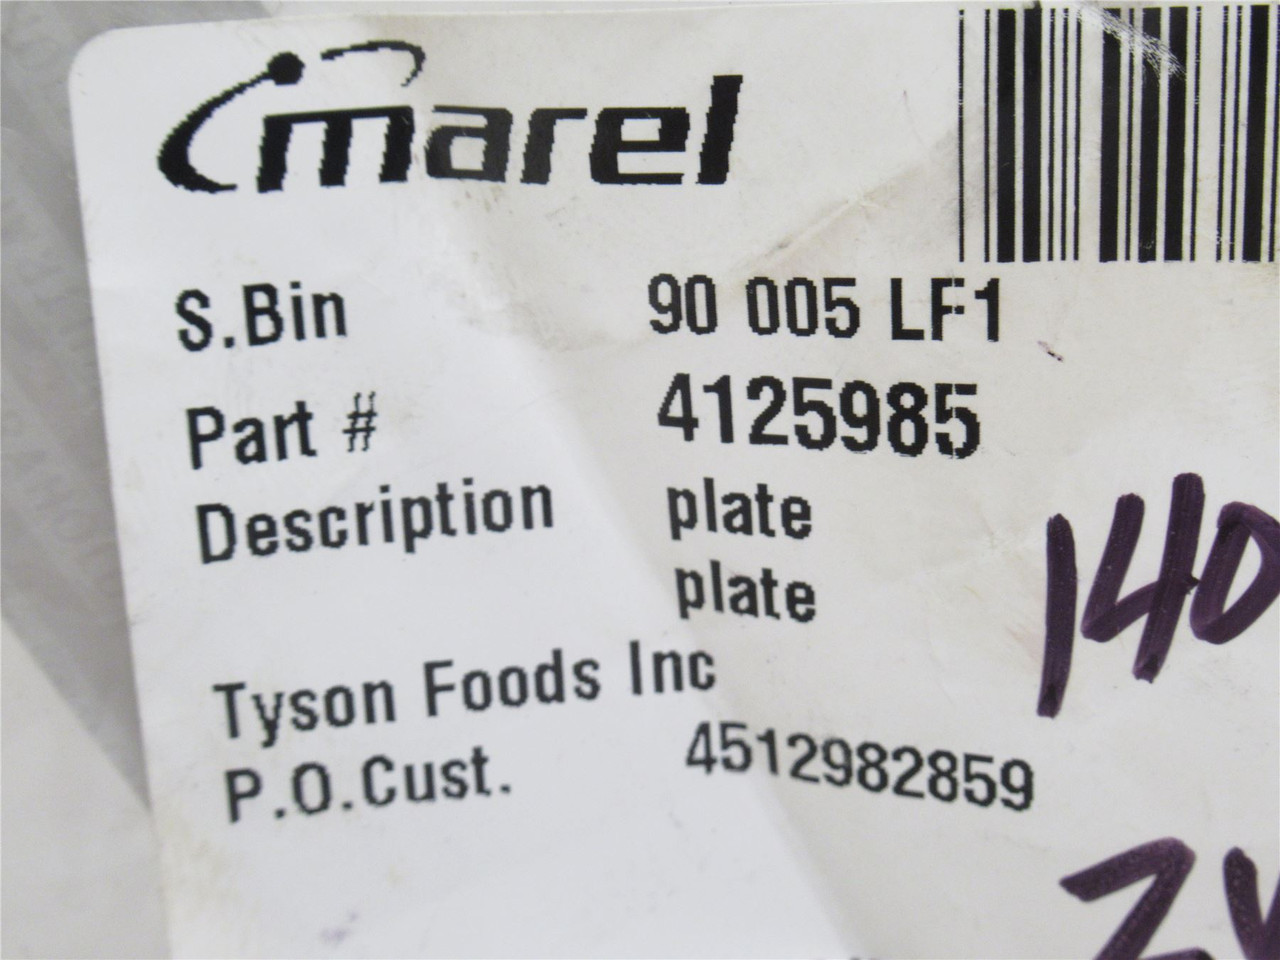 marel
S.Bin 90 005 LF1
Part # 4125985
Description plate
plate
140
Tyson Foods Inc
P.O.Cust. 4512982859